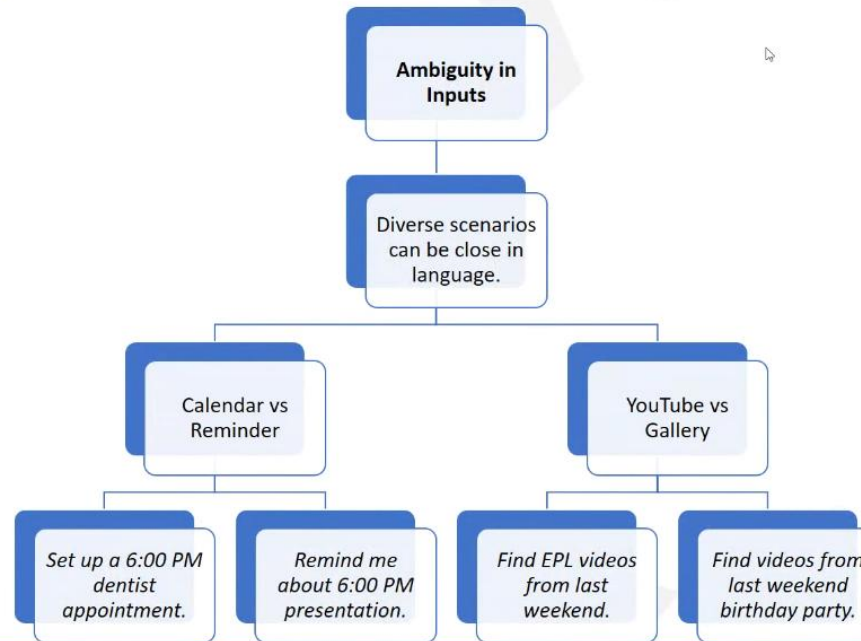 Ambiguity in
Inputs
Diverse scenarios
can be close in
language.
Calendar vs
Reminder
YouTube vs
Gallery
Set up a 6:00 PM
dentist
appointment.
Remind me
about 6:00 PM
presentation.
Find EPL videos
from last
weekend.
Find videos from
last weekend
birthday party.